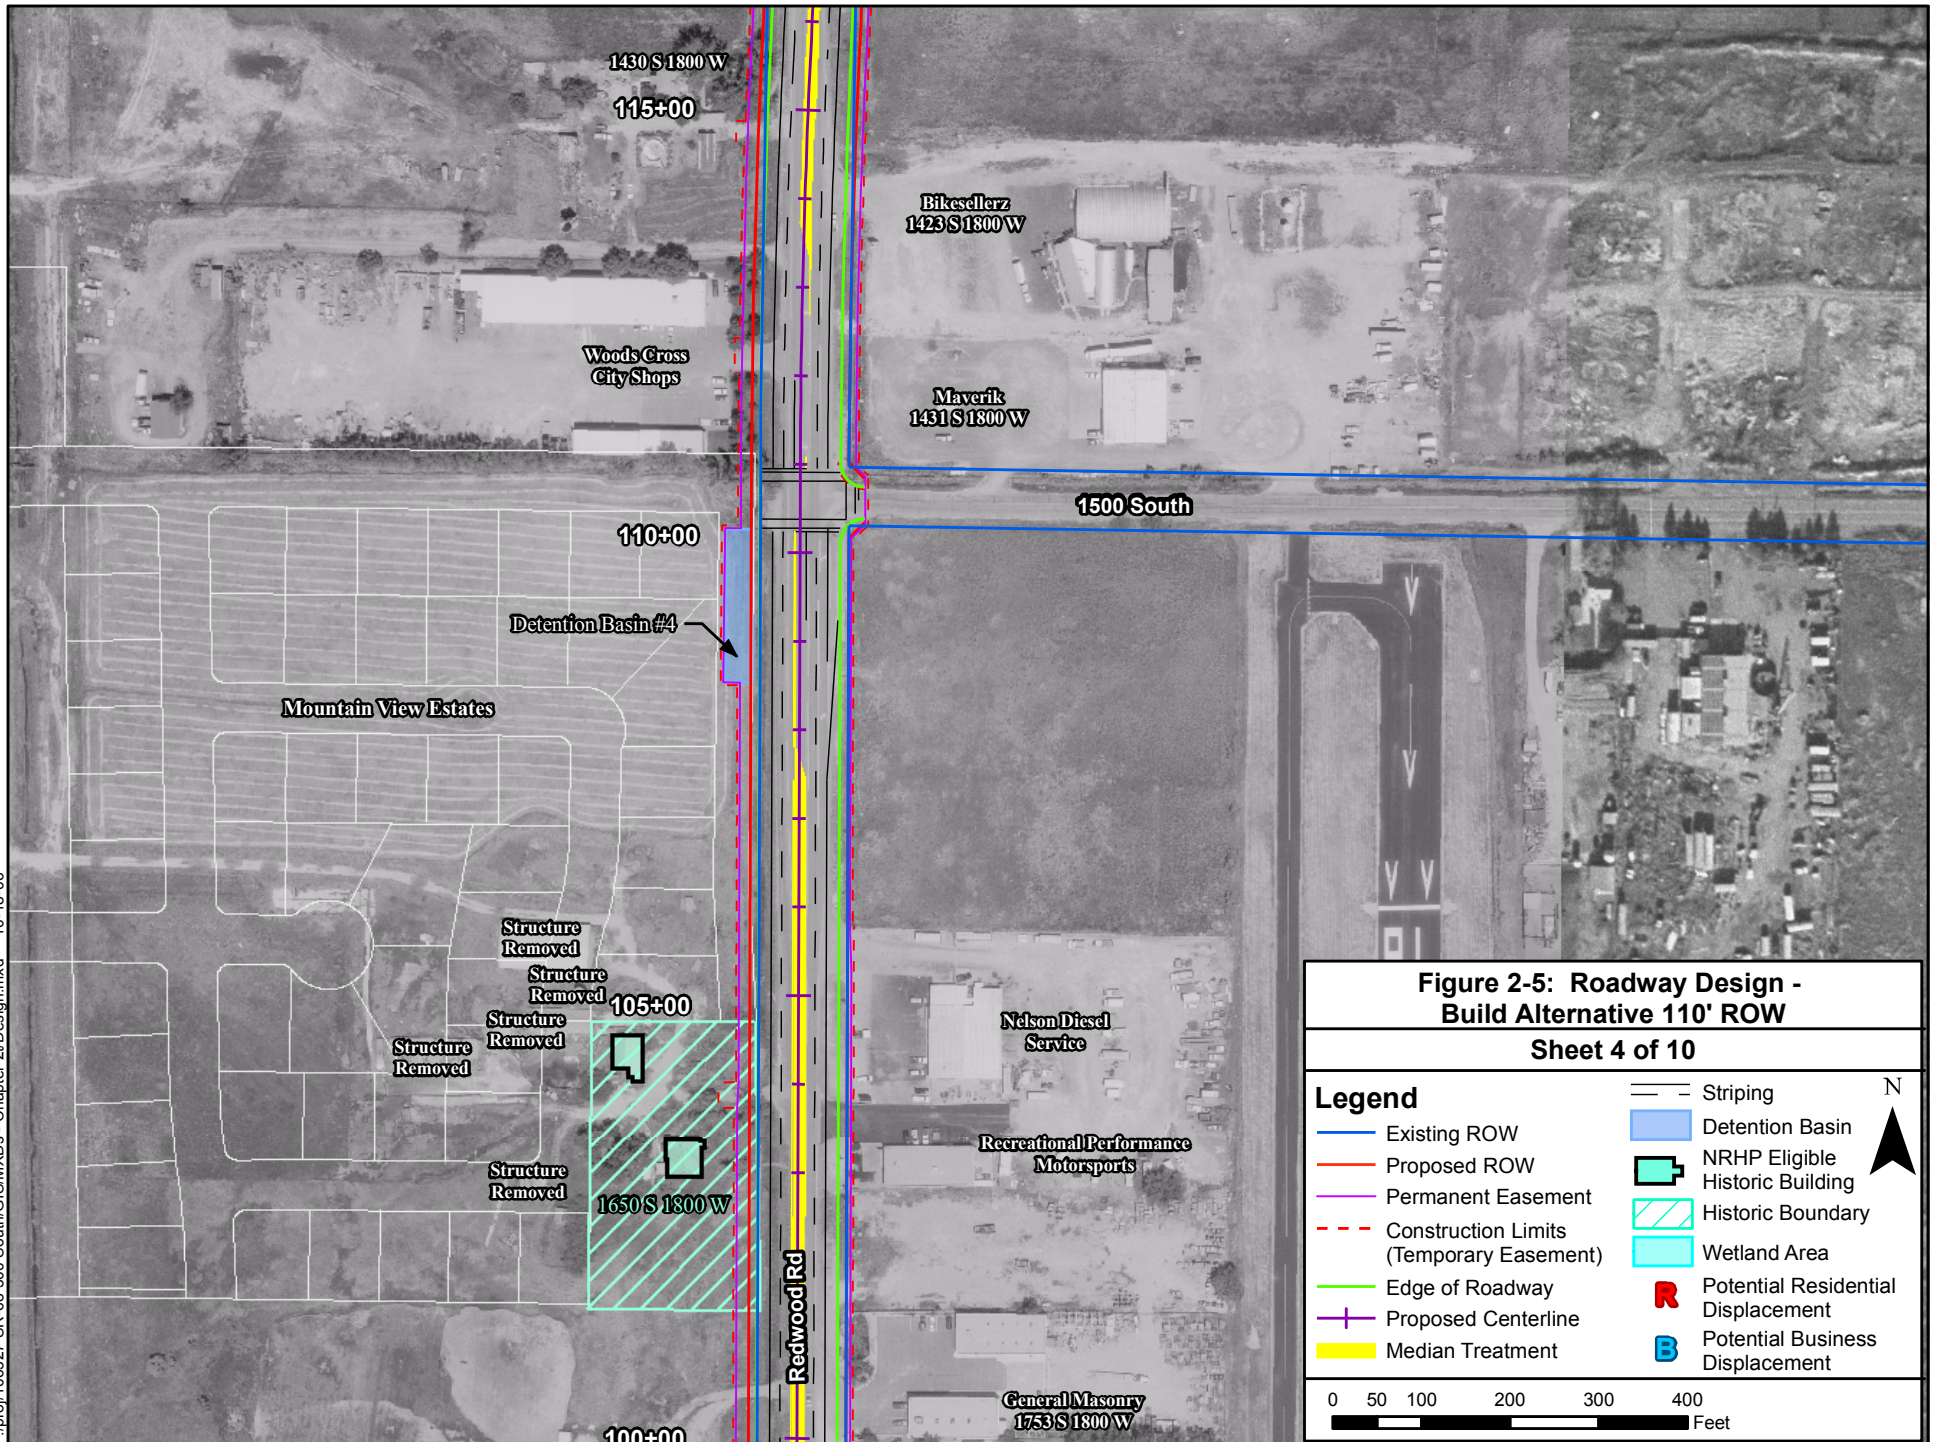 1430 S 1800 W
115+00
Bikesellerz
1423 S 1800 W
Woods Cross
City Shops
Maverik
1431 S 1800 W
1500 South
110+00
Detention Basin #4
Mountain View Estates
Structure
Removed
Structure
Removed
105+00
Structure
Removed
Structure
Removed
Nelson Diesel
Service
Recreational Performance
Motorsports
Structure
Removed
1650 S 1800 W
Redwood Rd
General Masonry
1753 S 1800 W
100+00
Figure 2-5: Roadway Design -
Build Alternative 110' ROW
Sheet 4 of 10
Legend
Existing ROW
Proposed ROW
Permanent Easement
Construction Limits
(Temporary Easement)
Edge of Roadway
Proposed Centerline
Median Treatment
Striping
Detention Basin
NRHP Eligible
Historic Building
Historic Boundary
Wetland Area
R Potential Residential
Displacement
B Potential Business
Displacement
N
0 50 100 200 300 400
Feet